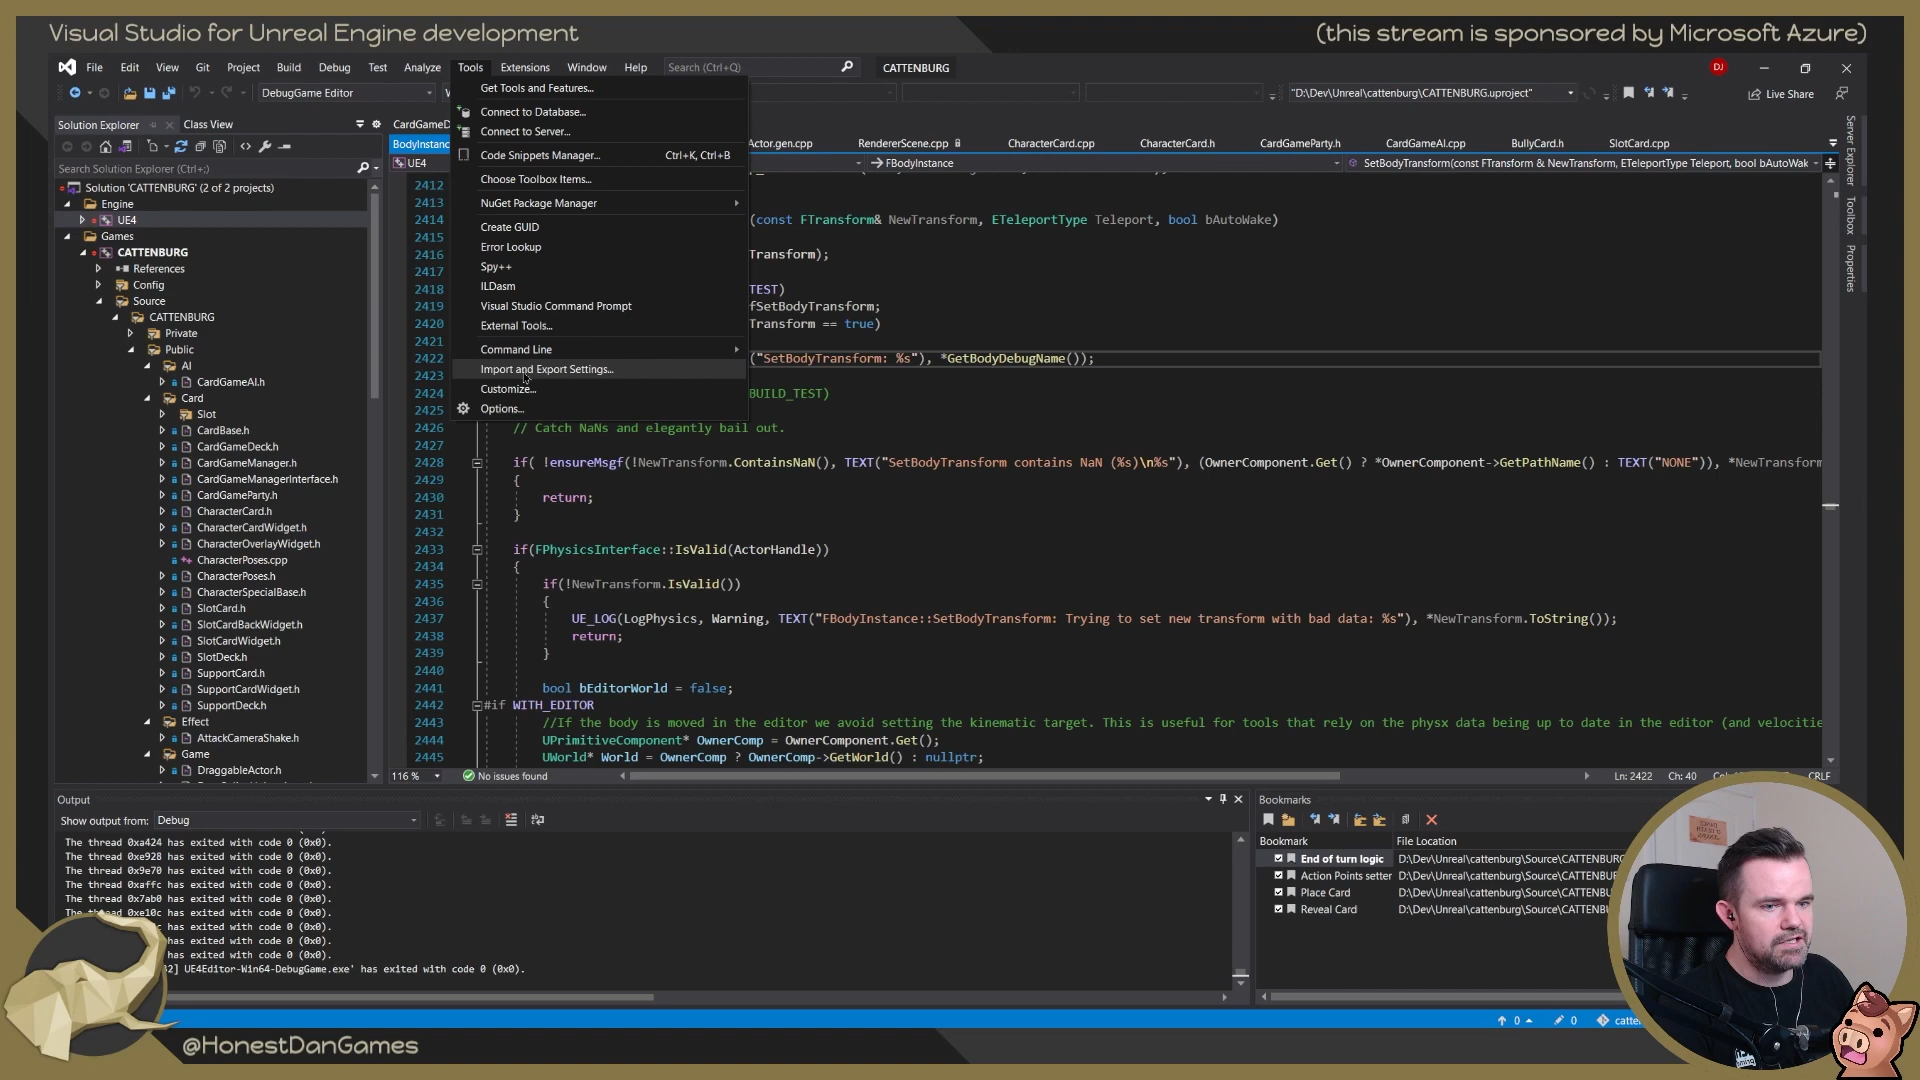 Visual Studio for Unreal Engine development
(this stream is sponsored by Microsoft Azure)
File Edit View Git Project Build Debug Test Analyze Tools Extensions Window Help Search (Ctrl+Q) CATTENBURG
DJ
DebugGame Editor
"D:\Dev\Unreal\cattenburg\CATTENBURG.uproject"
Live Share
Solution Explorer
Class View
Search Solution Explorer (Ctrl+;)
Solution 'CATTENBURG' (2 of 2 projects)
Engine
UE4
Games
CATTENBURG
References
Config
Source
CATTENBURG
Private
Public
AI
CardGameAI.h
Card
Slot
CardBase.h
CardGameDeck.h
CardGameManager.h
CardGameManagerInterface.h
CardGameParty.h
CharacterCard.h
CharacterCardWidget.h
CharacterOverlayWidget.h
CharacterPoses.cpp
CharacterPoses.h
CharacterSpecialBase.h
SlotCard.h
SlotCardBackWidget.h
SlotCardWidget.h
SlotDeck.h
SupportCard.h
SupportCardWidget.h
SupportDeck.h
Effect
AttackCameraShake.h
Game
DraggableActor.h
Get Tools and Features...
Connect to Database...
Connect to Server...
Code Snippets Manager... Ctrl+K, Ctrl+B
Choose Toolbox Items...
NuGet Package Manager
Create GUID
Error Lookup
Spy++
ILDasm
Visual Studio Command Prompt
External Tools...
Command Line
Import and Export Settings...
Customize...
Options...
CardGameD
BodyInstanc
Actor.gen.cpp RendererScene.cpp CharacterCard.cpp CharacterCard.h CardGameParty.h CardGameAI.cpp BullyCard.h SlotCard.cpp
UE4
FBodyInstance
SetBodyTransform(const FTransform & NewTransform, ETeleportType Teleport, bool bAutoWak
2412
2413
2414 (const FTransform& NewTransform, ETeleportType Teleport, bool bAutoWake)
2415
2416 Transform);
2417
2418 TEST)
2419 fSetBodyTransform;
2420 Transform == true)
2421
2422 ("SetBodyTransform: %s"), *GetBodyDebugName());
2423
2424 BUILD_TEST)
2425
2426 // Catch NaNs and elegantly bail out.
2427
2428 if( !ensureMsgf(!NewTransform.ContainsNaN(), TEXT("SetBodyTransform contains NaN (%s)\n%s"), (OwnerComponent.Get() ? *OwnerComponent->GetPathName() : TEXT("NONE")), *NewTransform
2429 {
2430 return;
2431 }
2432
2433 if(FPhysicsInterface::IsValid(ActorHandle))
2434 {
2435 if(!NewTransform.IsValid())
2436 {
2437 UE_LOG(LogPhysics, Warning, TEXT("FBodyInstance::SetBodyTransform: Trying to set new transform with bad data: %s"), *NewTransform.ToString());
2438 return;
2439 }
2440
2441 bool bEditorWorld = false;
2442 #if WITH_EDITOR
2443 //If the body is moved in the editor we avoid setting the kinematic target. This is useful for tools that rely on the physx data being up to date in the editor (and velocitie
2444 UPrimitiveComponent* OwnerComp = OwnerComponent.Get();
2445 UWorld* World = OwnerComp ? OwnerComp->GetWorld() : nullptr;
116 % No issues found Ln: 2422 Ch: 40 CRLF
Server Explorer
Toolbox
Properties
Output
Show output from: Debug
The thread 0xa424 has exited with code 0 (0x0).
The thread 0xe928 has exited with code 0 (0x0).
The thread 0x9e70 has exited with code 0 (0x0).
The thread 0xaffc has exited with code 0 (0x0).
The thread 0x7ab0 has exited with code 0 (0x0).
The thread 0xe10c has exited with code 0 (0x0).
has exited with code 0 (0x0).
has exited with code 0 (0x0).
has exited with code 0 (0x0).
UE4Editor-Win64-DebugGame.exe' has exited with code 0 (0x0).
Bookmarks
Bookmark File Location
End of turn logic D:\Dev\Unreal\cattenburg\Source\CATTENBURG
Action Points setter D:\Dev\Unreal\cattenburg\Source\CATTENBU
Place Card D:\Dev\Unreal\cattenburg\Source\CATTENBU
Reveal Card D:\Dev\Unreal\cattenburg\Source\CATTENBU
0 0 catte
@HonestDanGames